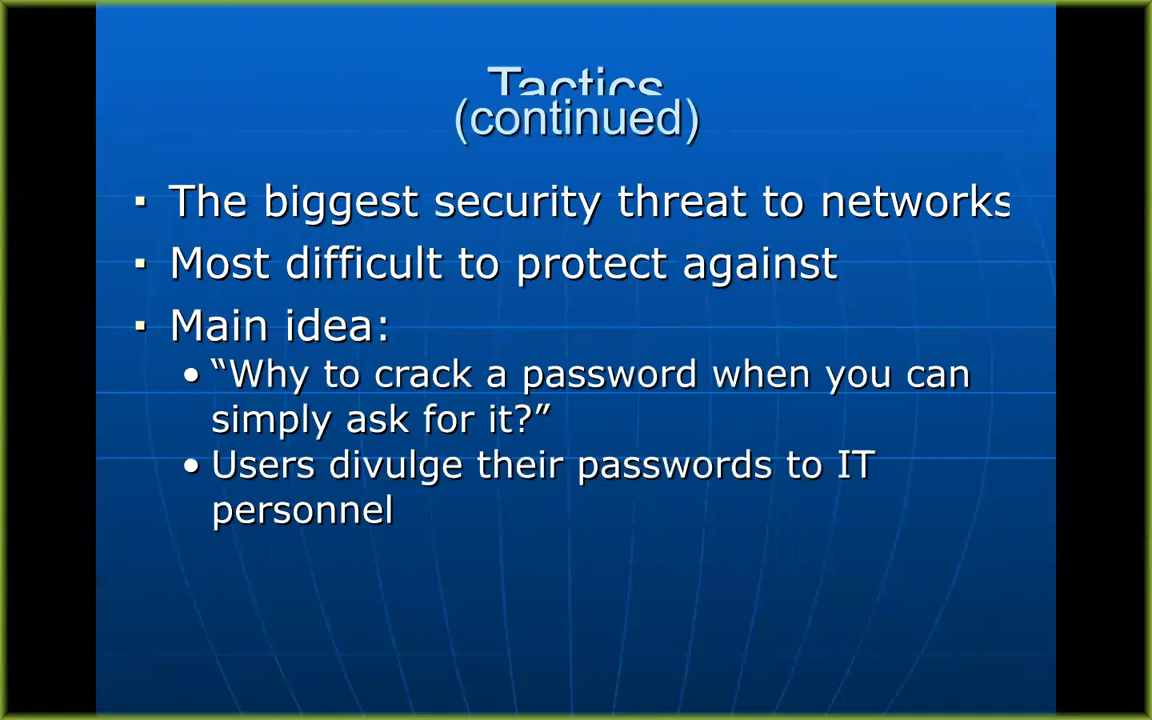 Tactics
(continued)
▪ The biggest security threat to networks
▪ Most difficult to protect against
▪ Main idea:
• “Why to crack a password when you can
simply ask for it?”
• Users divulge their passwords to IT
personnel